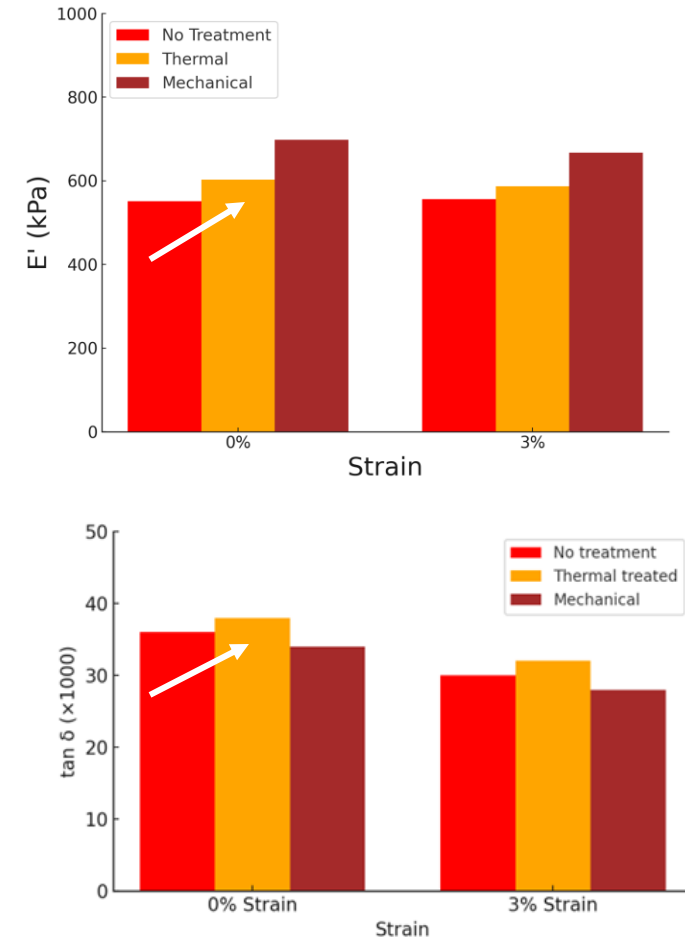 1000
No Treatment
Thermal
Mechanical
800
600
E' (kPa)
400
200
0
0%
3%
Strain
50
No treatment
Thermal treated
Mechanical
40
30
tan δ (×1000)
20
10
0
0% Strain
3% Strain
Strain